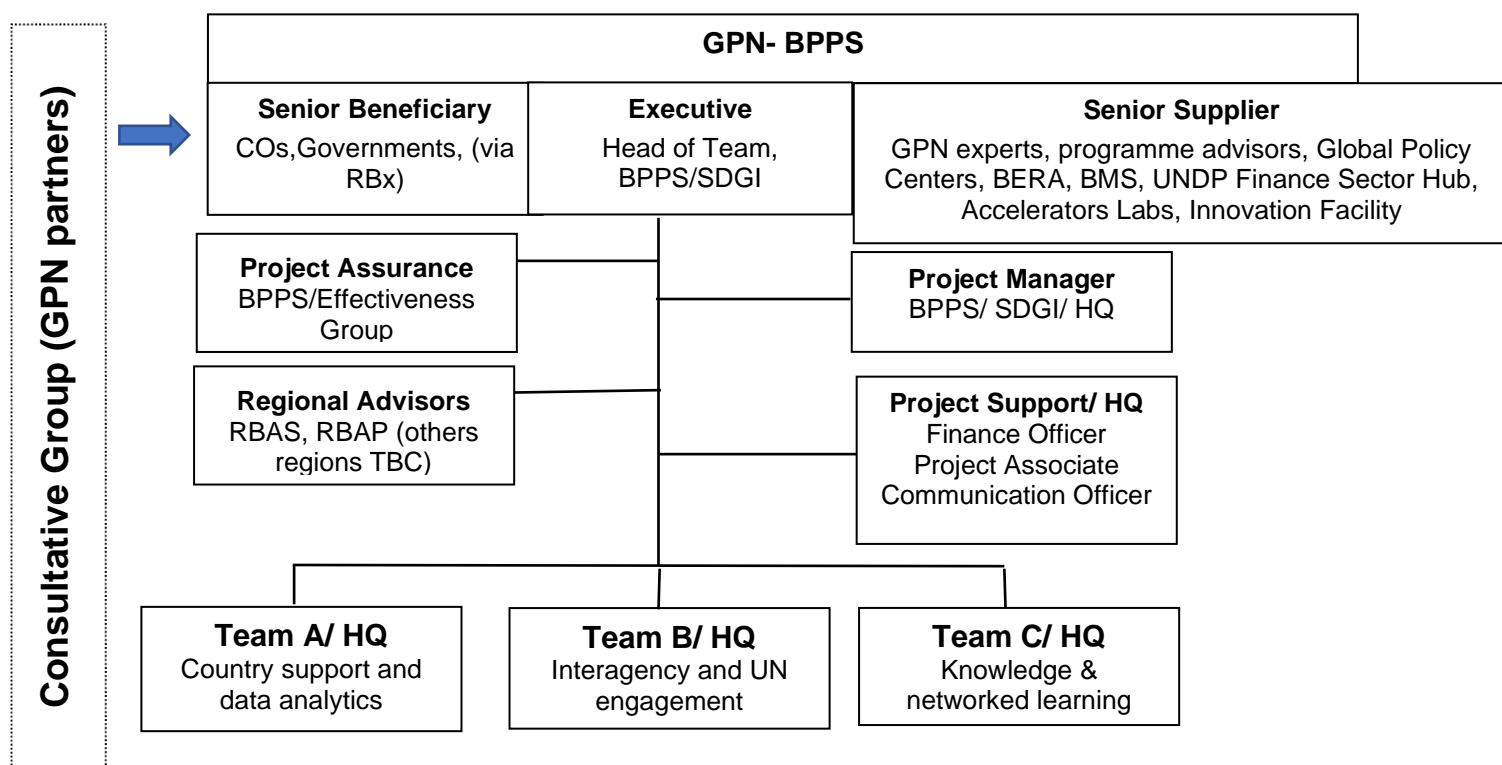 Consultative Group (GPN partners)
GPN- BPPS
Senior Beneficiary
COs,Governments, (via
RBx)
Executive
Head of Team,
BPPS/SDGI
Senior Supplier
GPN experts, programme advisors, Global Policy
Centers, BERA, BMS, UNDP Finance Sector Hub,
Accelerators Labs, Innovation Facility
Project Assurance
BPPS/Effectiveness
Group
Project Manager
BPPS/ SDGI/ HQ
Regional Advisors
RBAS, RBAP (others
regions TBC)
Project Support/ HQ
Finance Officer
Project Associate
Communication Officer
Team A/ HQ
Country support and
data analytics
Team B/ HQ
Interagency and UN
engagement
Team C/ HQ
Knowledge &
networked learning